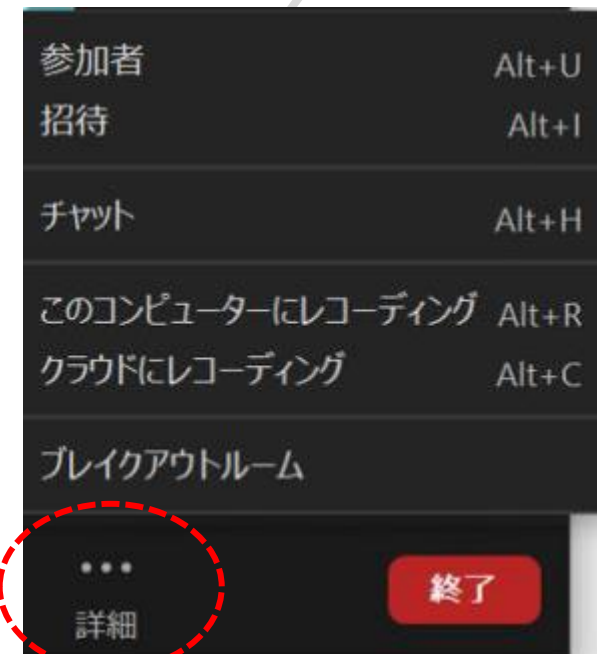 参加者 Alt+U
招待 Alt+I
チャット Alt+H
このコンピューターにレコーディング Alt+R
クラウドにレコーディング Alt+C
ブレイクアウトルーム
詳細 終了